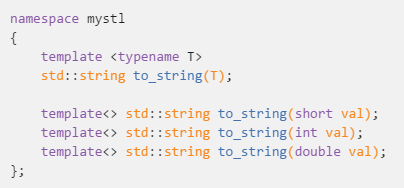 namespace mystl
{
    template <typename T>
    std::string to_string(T);

    template<> std::string to_string(short val);
    template<> std::string to_string(int val);
    template<> std::string to_string(double val);
};